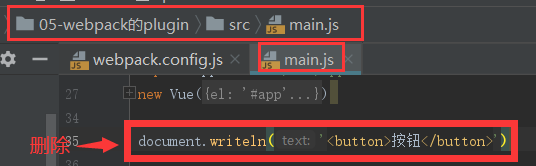 05-webpack的plugin › src › main.js
webpack.config.js × main.js ×
27 new Vue({el: '#app'...})
删除 35 document.writeln( text: '<button>按钮</button>')